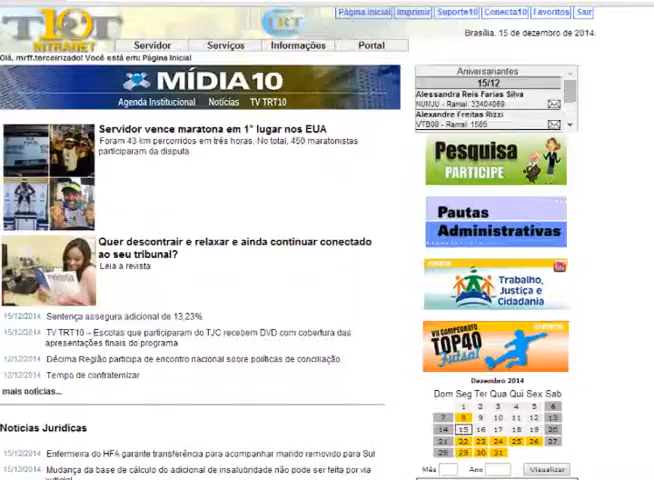 Página Inicial Imprimir Suporte10 Conecta10 Favoritos Sair
TRT
INTRANET
TRT
Brasília, 15 de dezembro de 2014.
Servidor Serviços Informações Portal
Olá, mrff.terceirizado! Você está em: Página Inicial
MÍDIA10
Agenda Institucional Notícias TV TRT10
Servidor vence maratona em 1° lugar nos EUA
Foram 43 km percorridos em três horas. No total, 450 maratonistas
participaram da disputa
Quer descontrair e relaxar e ainda continuar conectado
ao seu tribunal?
Leia a revista
15/12/2014 Sentença assegura adicional de 13,23%
15/12/2014 TV TRT10 – Escolas que participaram do TJC recebem DVD com cobertura das
apresentações finais do programa
12/12/2014 Décima Região participa de encontro nacional sobre políticas de conciliação.
12/12/2014 Tempo de confraternizar
mais notícias...
Notícias Jurídicas
15/12/2014 Enfermeira do HFA garante transferência para acompanhar marido removido para Sul
15/12/2014 Mudança da base de cálculo do adicional de insalubridade não pode ser feita por via
Aniversariantes
15/12
Alessandra Reis Farias Silva
NUMJU - Ramal: 33404069
Alexandre Freitas Rizzi
VTB08 - Ramal: 1565
Pesquisa
PARTICIPE
Pautas
Administrativas
Trabalho,
Justiça e
Cidadania
VII CAMPEONATO
TOP40
Futsal
Dezembro 2014
Dom Seg Ter Qua Qui Sex Sab
1 2 3 4 5 6
7 8 9 10 11 12 13
14 15 16 17 18 19 20
21 22 23 24 25 26 27
28 29 30 31
Mês Ano Visualizar